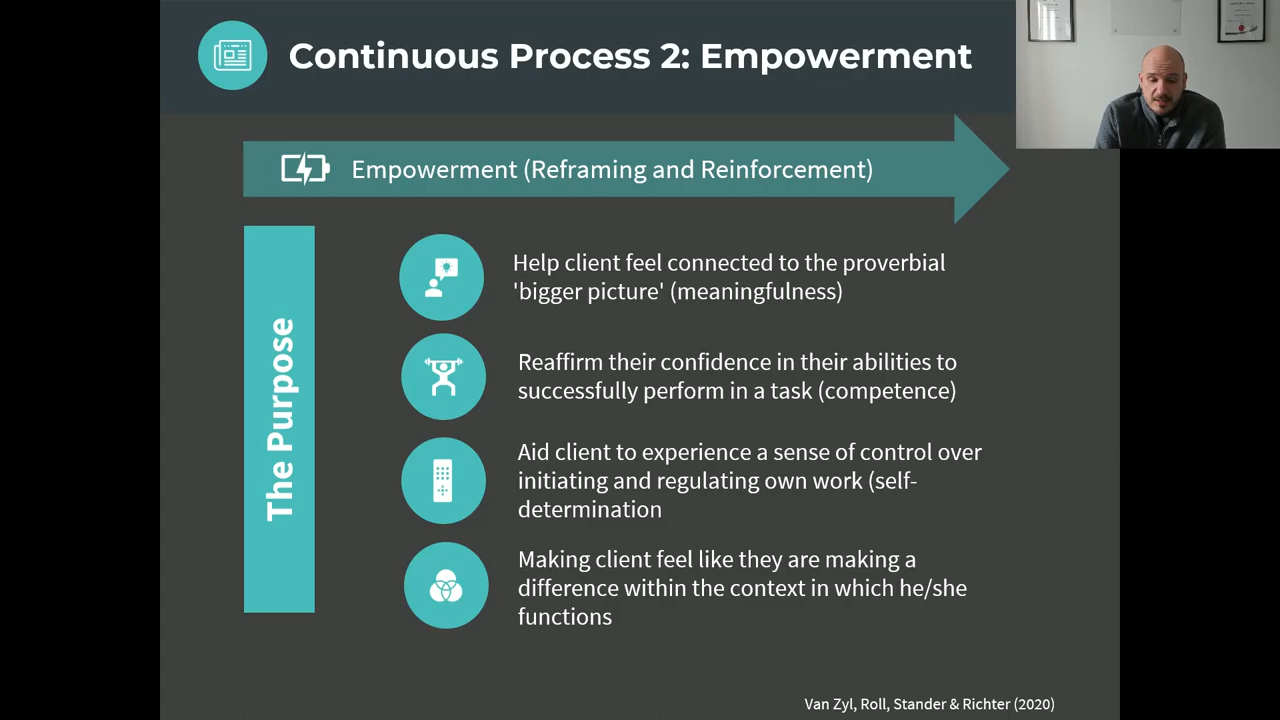 Continuous Process 2: Empowerment
Empowerment (Reframing and Reinforcement)
The Purpose
Help client feel connected to the proverbial
'bigger picture' (meaningfulness)
Reaffirm their confidence in their abilities to
successfully perform in a task (competence)
Aid client to experience a sense of control over
initiating and regulating own work (self-
determination
Making client feel like they are making a
difference within the context in which he/she
functions
Van Zyl, Roll, Stander & Richter (2020)